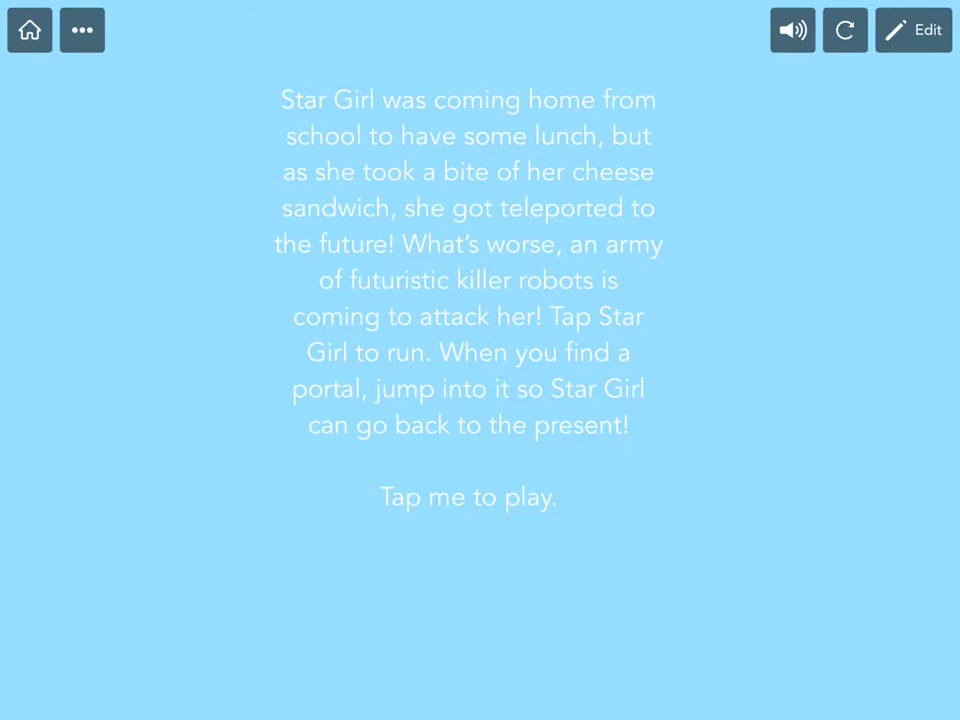 Edit
Star Girl was coming home from
school to have some lunch, but
as she took a bite of her cheese
sandwich, she got teleported to
the future! What's worse, an army
of futuristic killer robots is
coming to attack her! Tap Star
Girl to run. When you find a
portal, jump into it so Star Girl
can go back to the present!
Tap me to play.